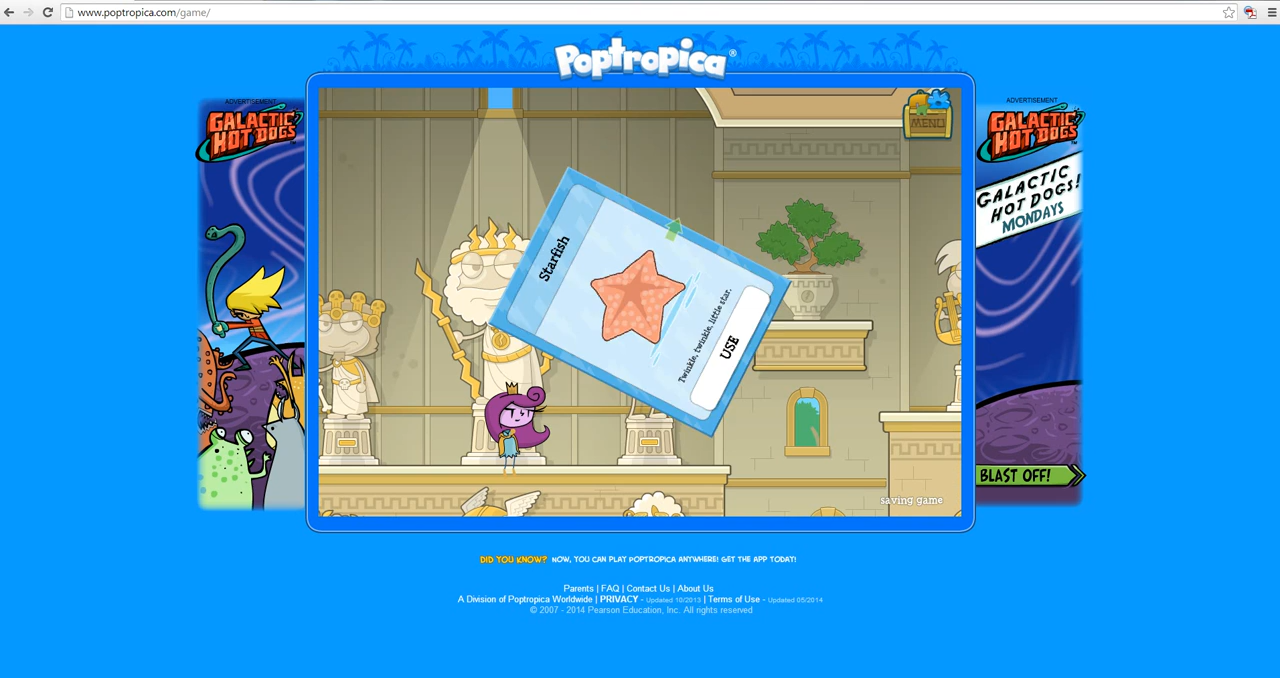 www.poptropica.com/game/
Poptropica®
ADVERTISEMENT
GALACTIC
HOT DOGS
MENU
Starfish
Twinkle, twinkle, little star.
USE
saving game
ADVERTISEMENT
GALACTIC
HOT DOGS
GALACTIC
HOT DOGS!
MONDAYS
BLAST OFF!
DID YOU KNOW? NOW, YOU CAN PLAY POPTROPICA ANYWHERE! GET THE APP TODAY!
Parents | FAQ | Contact Us | About Us
A Division of Poptropica Worldwide | PRIVACY - Updated 10/2013 | Terms of Use - Updated 05/2014
© 2007 - 2014 Pearson Education, Inc. All rights reserved